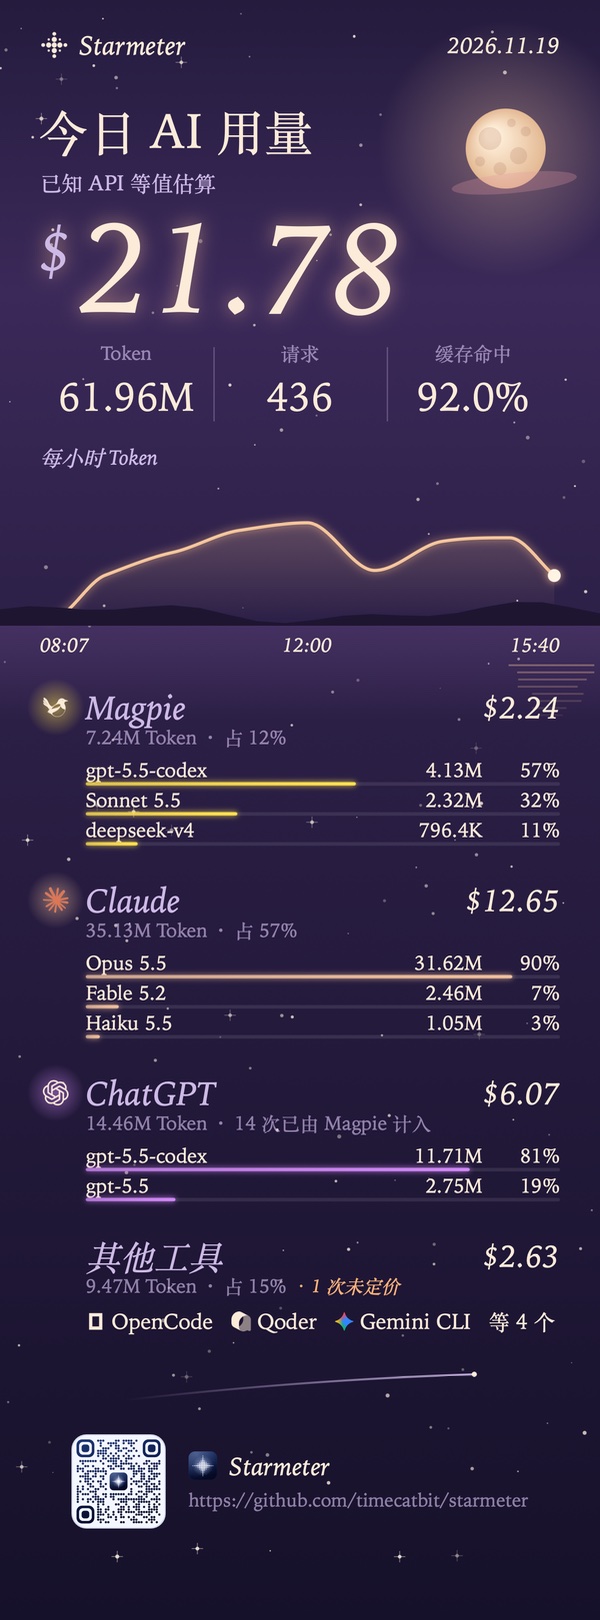 Starmeter 2026.11.19
今日 AI 用量
已知 API 等值估算
$21.78
Token 请求 缓存命中
61.96M 436 92.0%
每小时 Token
08:07 12:00 15:40
Magpie $2.24
7.24M Token · 占 12%
gpt-5.5-codex 4.13M 57%
Sonnet 5.5 2.32M 32%
deepseek-v4 796.4K 11%
Claude $12.65
35.13M Token · 占 57%
Opus 5.5 31.62M 90%
Fable 5.2 2.46M 7%
Haiku 5.5 1.05M 3%
ChatGPT $6.07
14.46M Token · 14 次已由 Magpie 计入
gpt-5.5-codex 11.71M 81%
gpt-5.5 2.75M 19%
其他工具 $2.63
9.47M Token · 占 15% · 1 次未定价
OpenCode Qoder Gemini CLI 等 4 个
Starmeter
https://github.com/timecatbit/starmeter